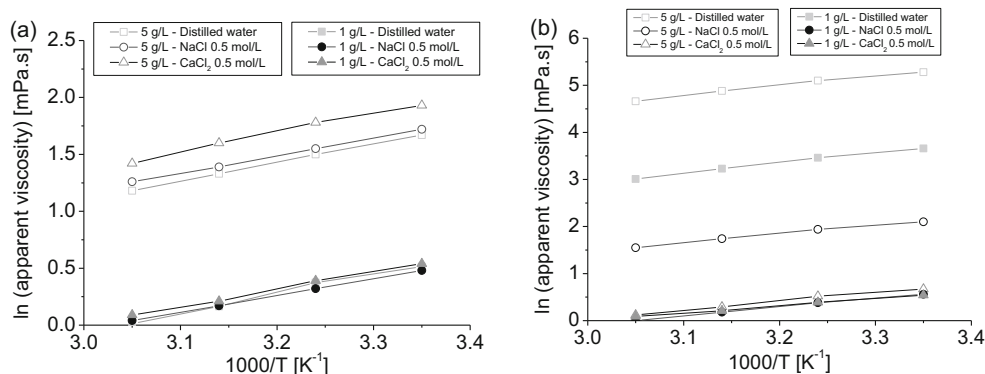 (a)
5 g/L - Distilled water
5 g/L - NaCl 0.5 mol/L
5 g/L - CaCl2 0.5 mol/L
1 g/L - Distilled water
1 g/L - NaCl 0.5 mol/L
1 g/L - CaCl2 0.5 mol/L
ln (apparent viscosity) [mPa.s]
2.5
2.0
1.5
1.0
0.5
0.0
3.0
3.1
3.2
3.3
3.4
1000/T [K-1]
(b)
5 g/L - Distilled water
5 g/L - NaCl 0.5 mol/L
5 g/L - CaCl2 0.5 mol/L
1 g/L - Distilled water
1 g/L - NaCl 0.5 mol/L
1 g/L - CaCl2 0.5 mol/L
ln (apparent viscosity) [mPa.s]
6
5
4
3
2
1
0
3.0
3.1
3.2
3.3
3.4
1000/T [K-1]